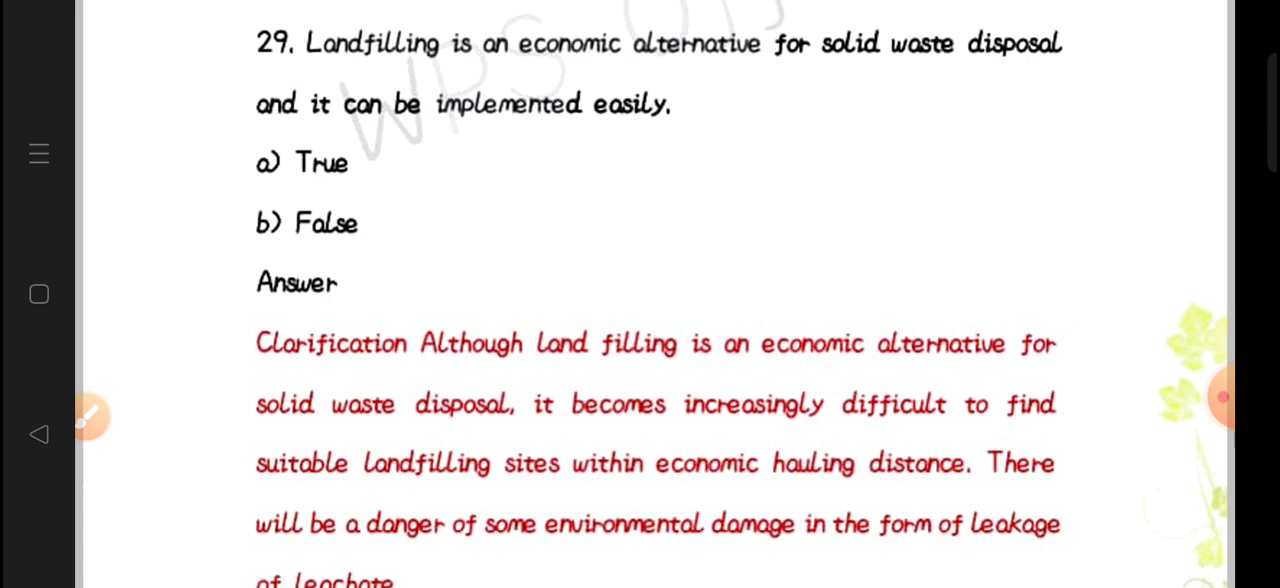 29. Landfilling is an economic alternative for solid waste disposal
and it can be implemented easily.
a) True
b) False
Answer
Clarification Although land filling is an economic alternative for
solid waste disposal, it becomes increasingly difficult to find
suitable landfilling sites within economic hauling distance. There
will be a danger of some environmental damage in the form of leakage
of leachate